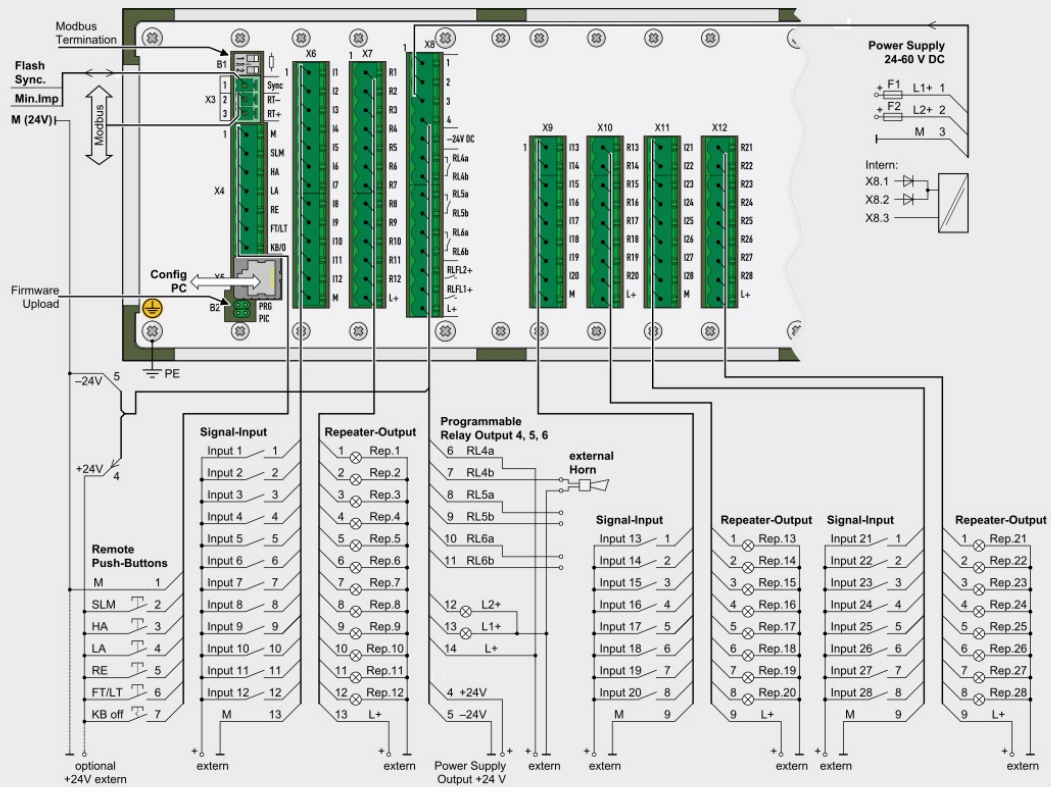 Modbus
Termination
Flash
Sync.
Min.Imp
M (24V)
Modbus
B1
1 2
X3
1 Sync
2 RT–
3 RT+
X4
1
M
SLM
HA
LA
RE
FT/LT
KB/O
X5
Config
PC
Firmware
Upload
B2
PRG
PIC
PE
X6
1
I1
I2
I3
I4
I5
I6
I7
I8
I9
I10
I11
I12
M
X7
1
R1
R2
R3
R4
R5
R6
R7
R8
R9
R10
R11
R12
L+
X8
1
1
2
3
4
–24V DC
RL4a
RL4b
RL5a
RL5b
RL6a
RL6b
RLFL2+
RLFL1+
L+
X9
1
I13
I14
I15
I16
I17
I18
I19
I20
M
X10
R13
R14
R15
R16
R17
R18
R19
R20
L+
X11
I21
I22
I23
I24
I25
I26
I27
I28
M
X12
R21
R22
R23
R24
R25
R26
R27
R28
L+
Power Supply
24-60 V DC
+ F1 L1+ 1
+ F2 L2+ 2
M 3
Intern:
X8.1
X8.2
X8.3
–24V 5
+24V 4
Remote
Push-Buttons
M 1
SLM 2
HA 3
LA 4
RE 5
FT/LT 6
KB off 7
optional
+24V extern
Signal-Input
Input 1 1
Input 2 2
Input 3 3
Input 4 4
Input 5 5
Input 6 6
Input 7 7
Input 8 8
Input 9 9
Input 10 10
Input 11 11
Input 12 12
M 13
+
extern
Repeater-Output
1 Rep.1
2 Rep.2
3 Rep.3
4 Rep.4
5 Rep.5
6 Rep.6
7 Rep.7
8 Rep.8
9 Rep.9
10 Rep.10
11 Rep.11
12 Rep.12
13 L+
+
extern
Programmable
Relay Output 4, 5, 6
6 RL4a
7 RL4b
8 RL5a
9 RL5b
10 RL6a
11 RL6b
external
Horn
12 L2+
13 L1+
14 L+
4 +24V
5 –24V
+
Power Supply
Output +24 V
+
extern
Signal-Input
Input 13 1
Input 14 2
Input 15 3
Input 16 4
Input 17 5
Input 18 6
Input 19 7
Input 20 8
M 9
+
extern
Repeater-Output
1 Rep.13
2 Rep.14
3 Rep.15
4 Rep.16
5 Rep.17
6 Rep.18
7 Rep.19
8 Rep.20
9 L+
+
extern
Signal-Input
Input 21 1
Input 22 2
Input 23 3
Input 24 4
Input 25 5
Input 26 6
Input 27 7
Input 28 8
M 9
+
extern
Repeater-Output
1 Rep.21
2 Rep.22
3 Rep.23
4 Rep.24
5 Rep.25
6 Rep.26
7 Rep.27
8 Rep.28
9 L+
+
extern